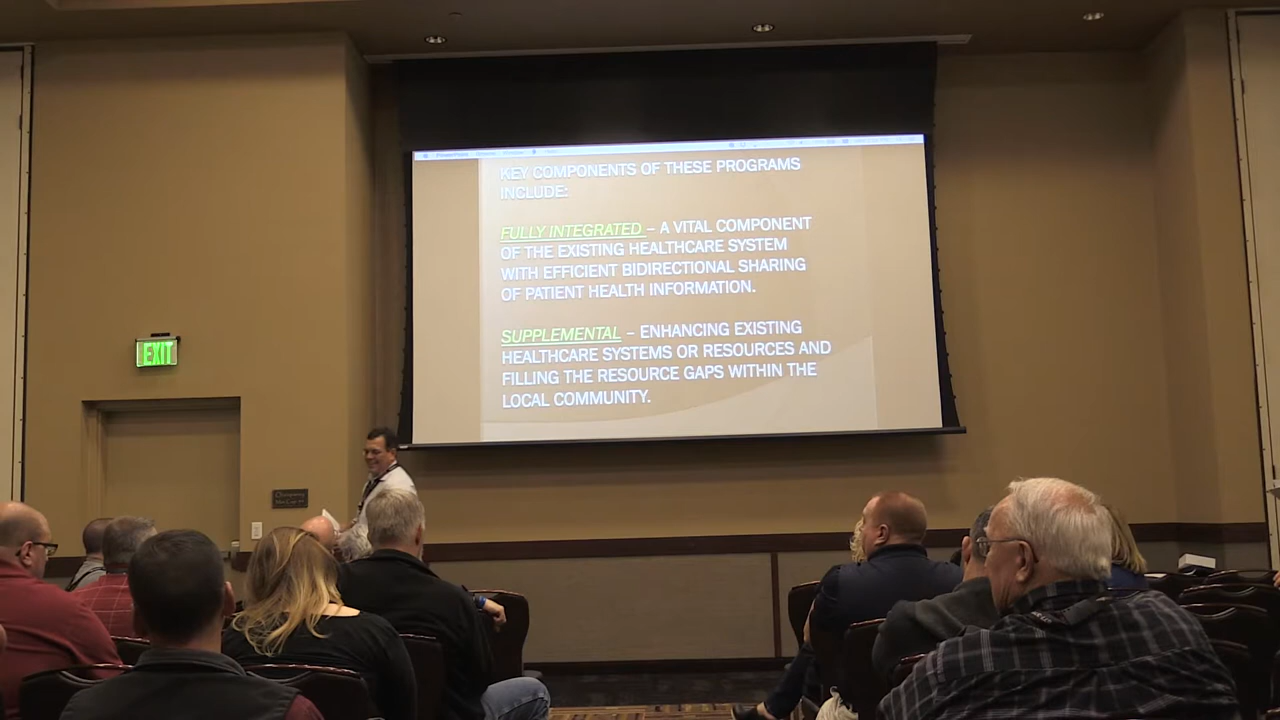 PowerPoint
KEY COMPONENTS OF THESE PROGRAMS
INCLUDE:
FULLY INTEGRATED – A VITAL COMPONENT
OF THE EXISTING HEALTHCARE SYSTEM
WITH EFFICIENT BIDIRECTIONAL SHARING
OF PATIENT HEALTH INFORMATION.
SUPPLEMENTAL – ENHANCING EXISTING
HEALTHCARE SYSTEMS OR RESOURCES AND
FILLING THE RESOURCE GAPS WITHIN THE
LOCAL COMMUNITY.
EXIT